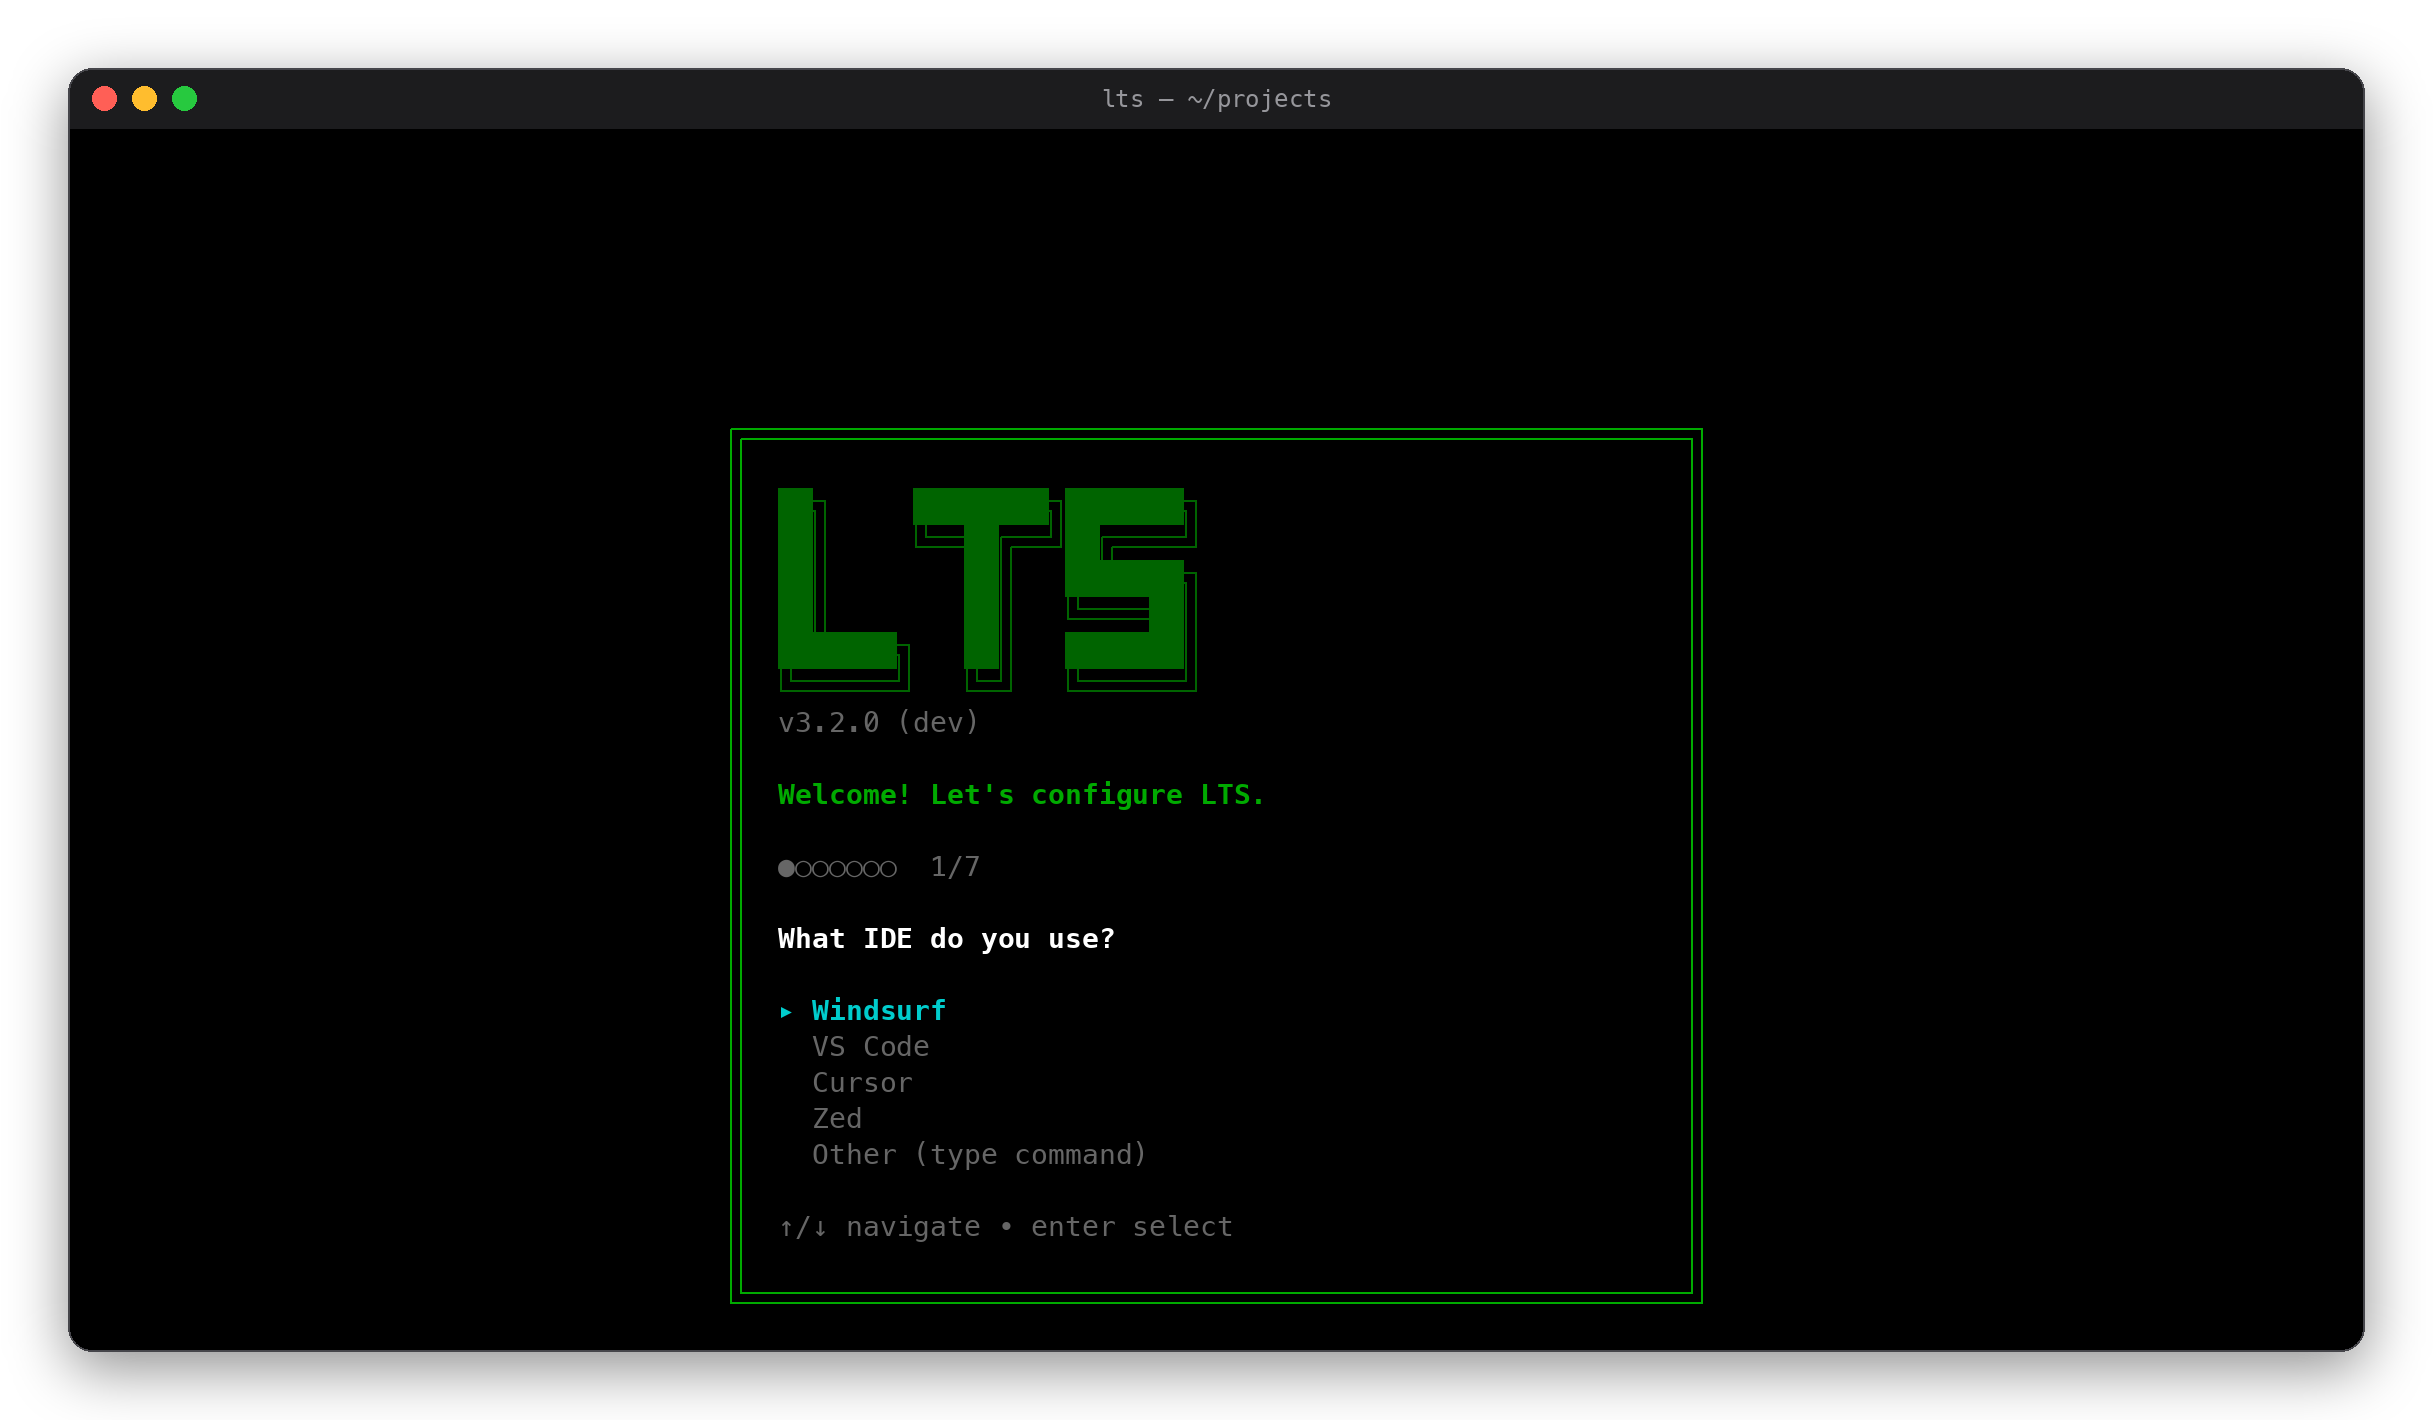 lts — ~/projects
LTS
v3.2.0 (dev)
Welcome! Let's configure LTS.
●○○○○○○  1/7
What IDE do you use?
▸ Windsurf
VS Code
Cursor
Zed
Other (type command)
↑/↓ navigate • enter select